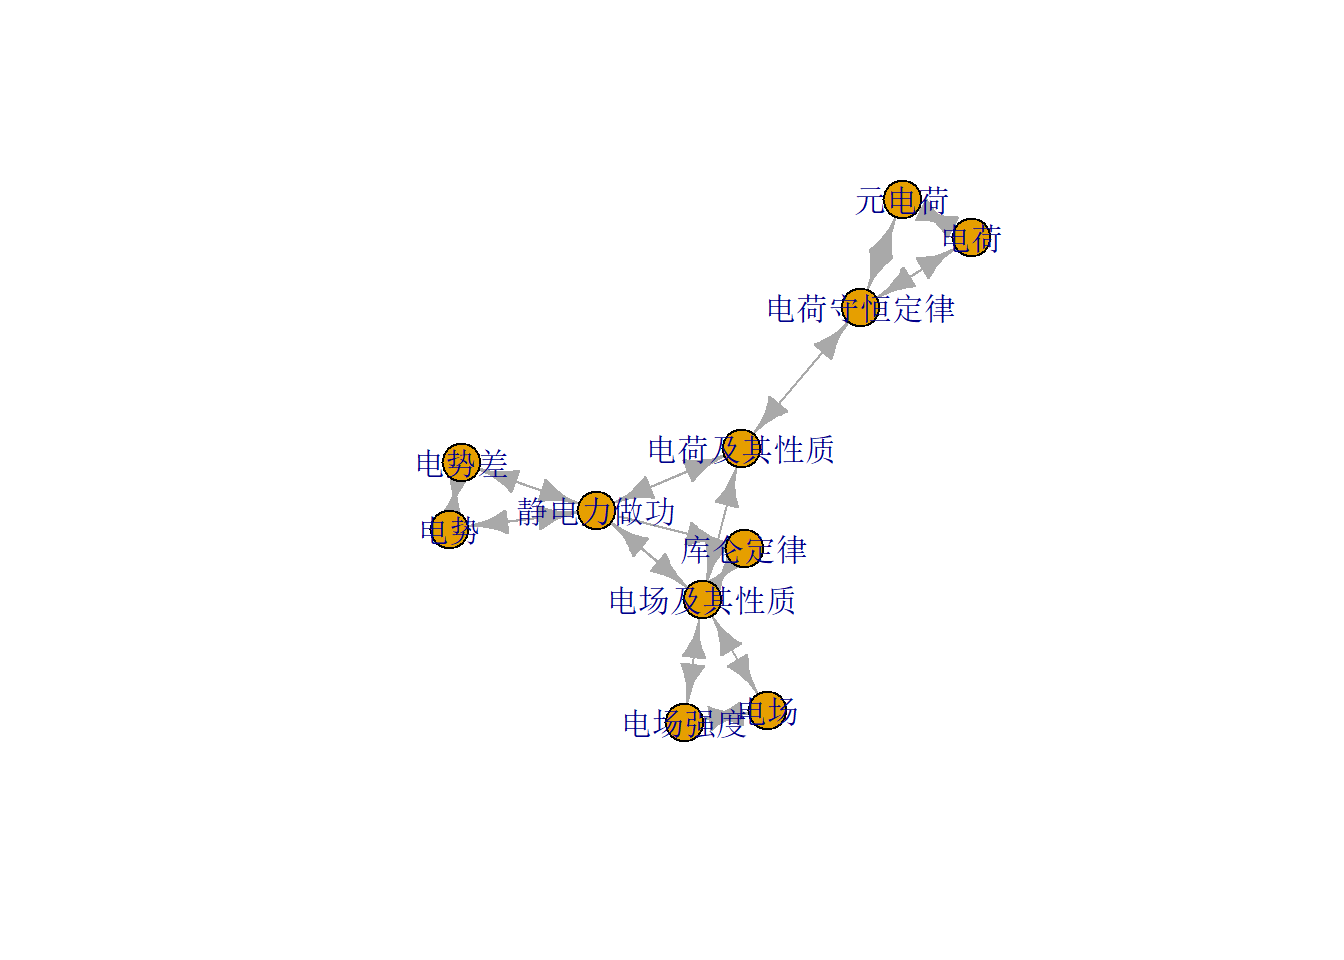 元电荷
电荷
电荷守恒定律
电荷及其性质
电势差
静电力做功
电势
库仑定律
电场及其性质
电场
电场强度